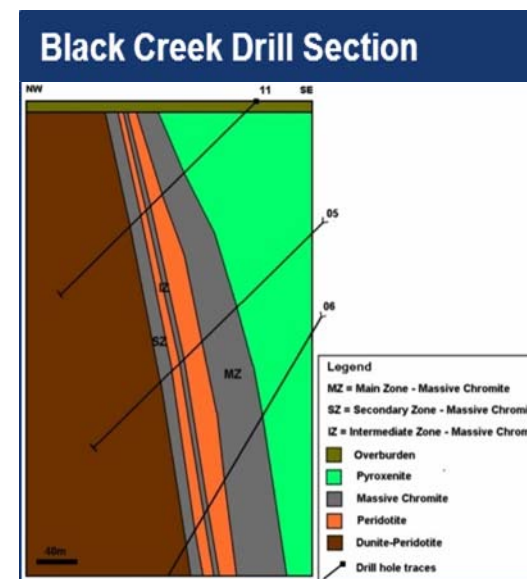 Black Creek Drill Section
NW 11 SE
05
IZ
06
SZ
MZ
Legend
MZ = Main Zone - Massive Chromite
SZ = Secondary Zone - Massive Chromi
IZ = Intermediate Zone - Massive Chrom
Overburden
Pyroxenite
Massive Chromite
Peridotite
Dunite-Peridotite
Drill hole traces
40m